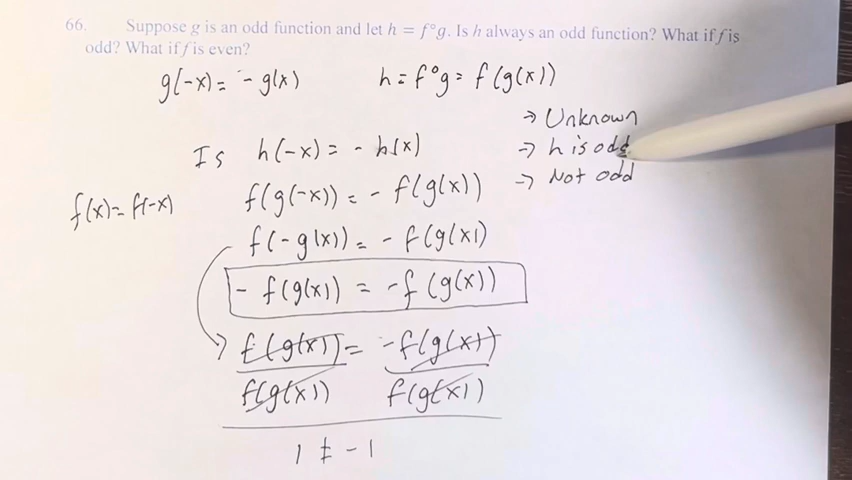 66. Suppose g is an odd function and let h = f°g. Is h always an odd function? What if f is
odd? What if f is even?
g(-x) = - g(x)
h = f°g = f(g(x))
→ Unknown
Is h(-x) = - h(x)
→ h is odd
→ Not odd
f(x) = f(-x)
f(g(-x)) = - f(g(x))
f(-g(x)) = - f(g(x))
- f(g(x)) = -f(g(x))
f(g(x)) = -f(g(x))
f(g(x)) f(g(x))
1 ≠ -1